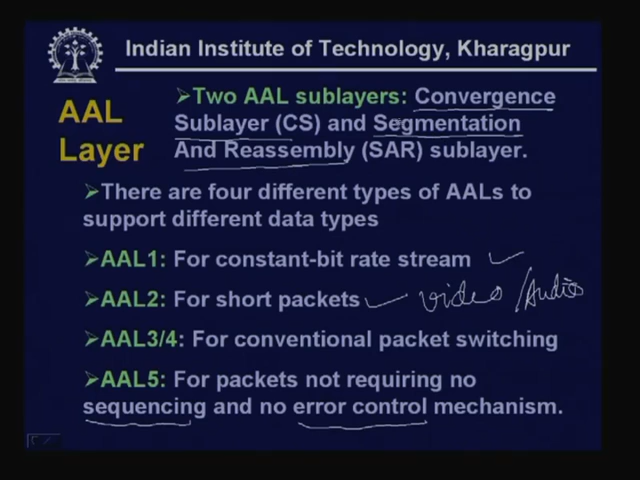 Indian Institute of Technology, Kharagpur
AAL
Layer
➢Two AAL sublayers: Convergence
Sublayer (CS) and Segmentation
And Reassembly (SAR) sublayer.
➢There are four different types of AALs to
support different data types
➢AAL1: For constant-bit rate stream
➢AAL2: For short packets video / Audio
➢AAL3/4: For conventional packet switching
➢AAL5: For packets not requiring no
sequencing and no error control mechanism.